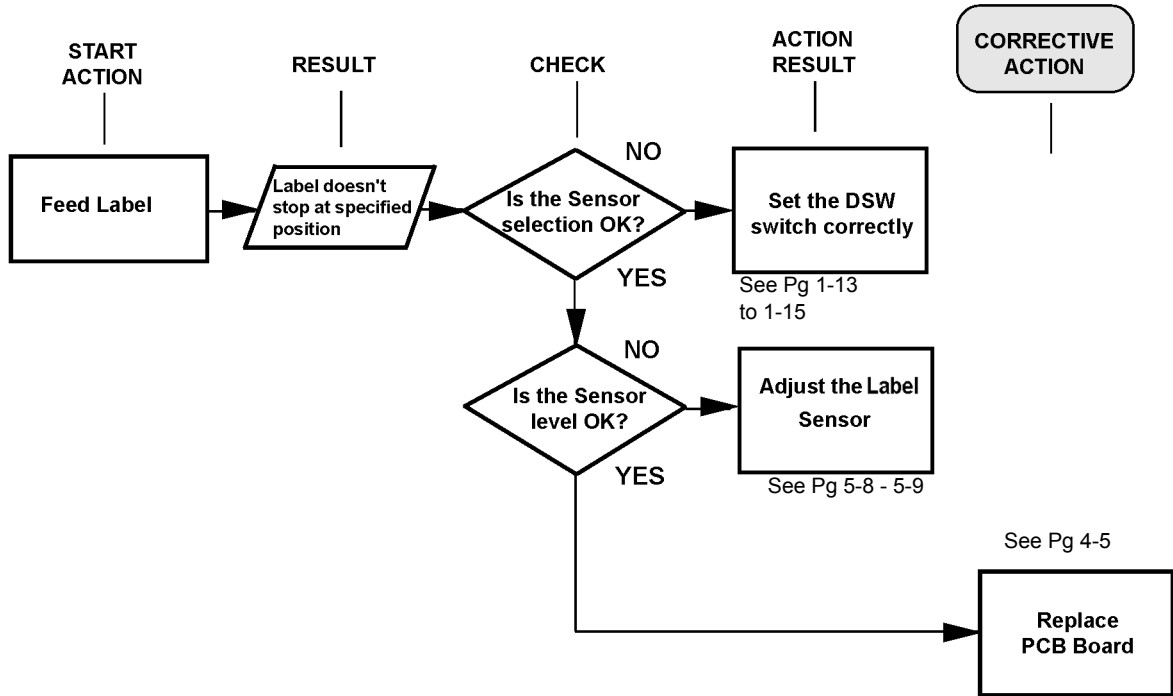 START
ACTION
RESULT
CHECK
ACTION
RESULT
CORRECTIVE
ACTION
Feed Label
Label doesn't
stop at specified
position
Is the Sensor
selection OK?
NO
YES
Set the DSW
switch correctly
See Pg 1-13
to 1-15
Is the Sensor
level OK?
NO
YES
Adjust the Label
Sensor
See Pg 5-8 - 5-9
See Pg 4-5
Replace
PCB Board